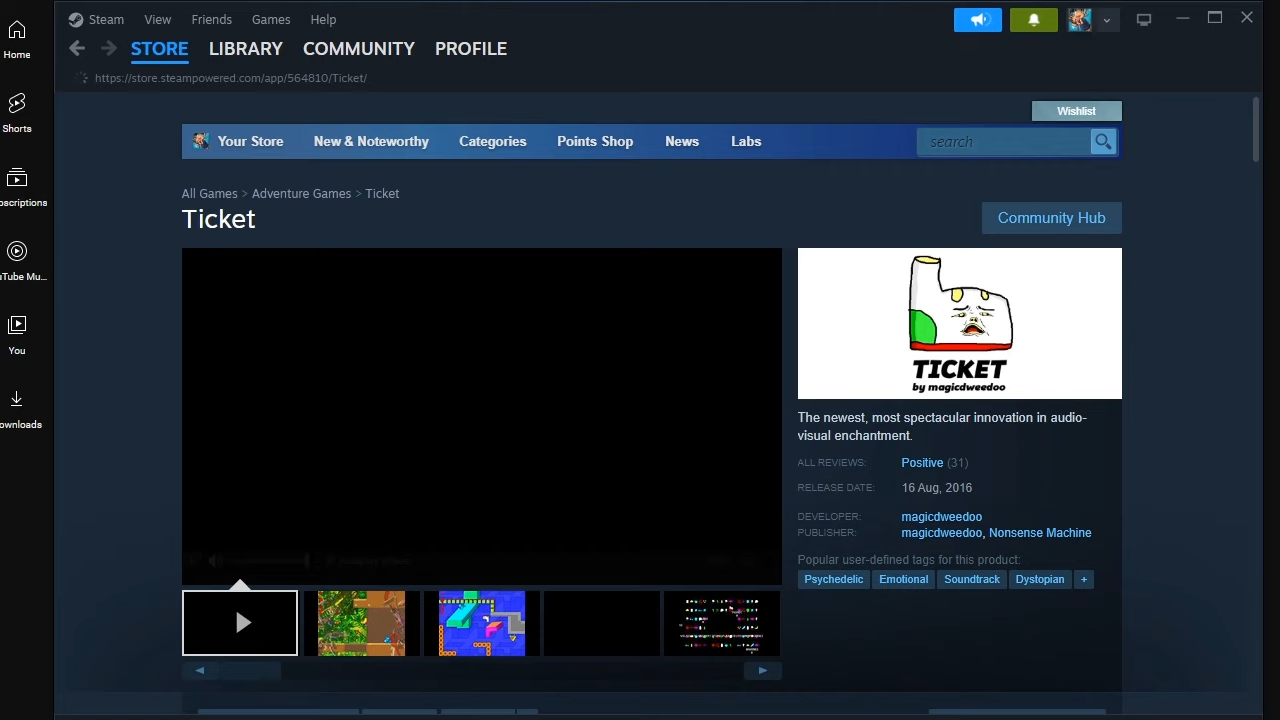 Steam View Friends Games Help
Home
STORE LIBRARY COMMUNITY PROFILE
https://store.steampowered.com/app/564810/Ticket/
Shorts
Wishlist
Your Store New & Noteworthy Categories Points Shop News Labs search
bscriptions
All Games > Adventure Games > Ticket
Ticket
Community Hub
uTube Mu...
You
TICKET
by magicdweedoo
ownloads
The newest, most spectacular innovation in audio-
visual enchantment.
ALL REVIEWS: Positive (31)
RELEASE DATE: 16 Aug, 2016
DEVELOPER: magicdweedoo
PUBLISHER: magicdweedoo, Nonsense Machine
Popular user-defined tags for this product:
Psychedelic Emotional Soundtrack Dystopian +